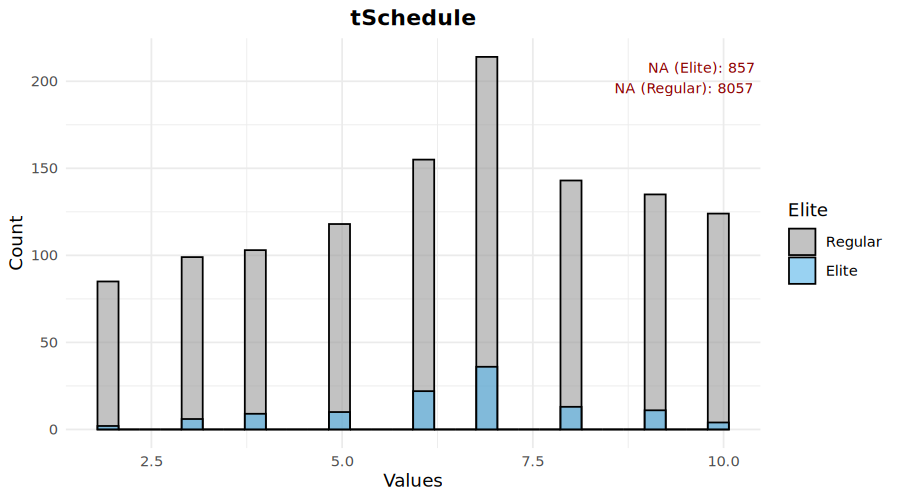 tSchedule
NA (Elite): 857
NA (Regular): 8057
200
150
100
50
0
Count
2.5 5.0 7.5 10.0
Values
Elite
Regular
Elite